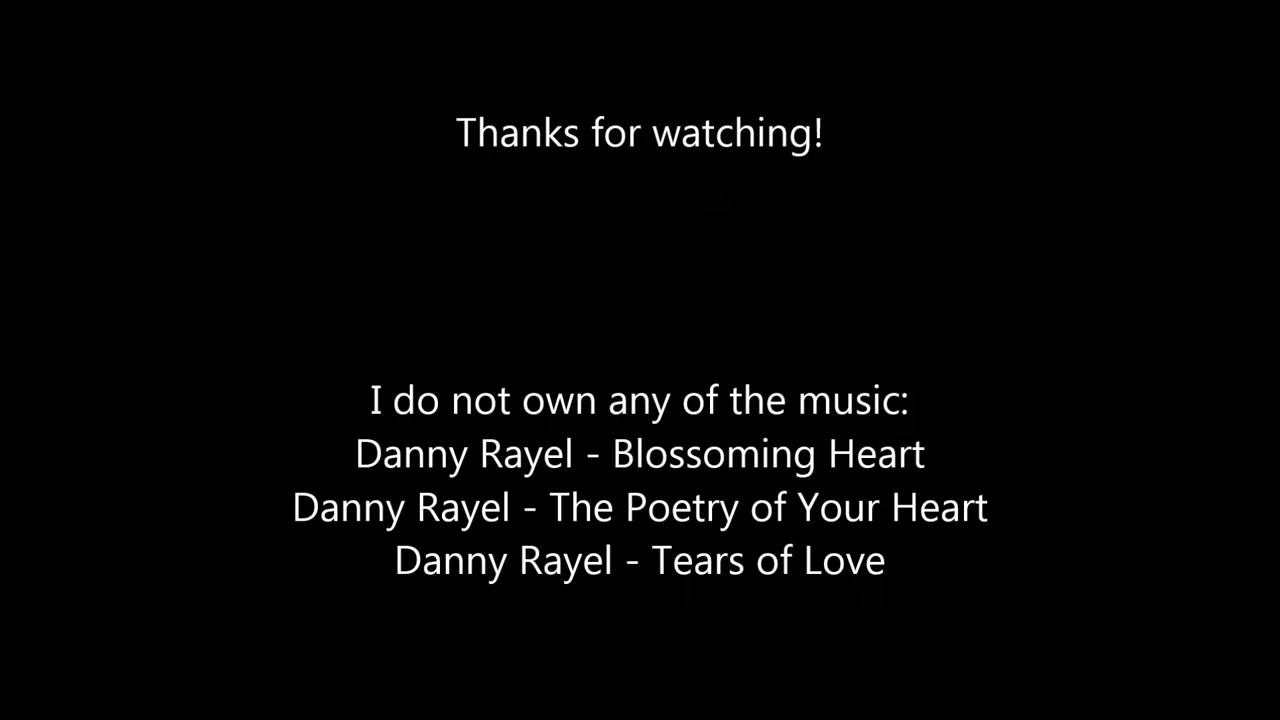 Thanks for watching!
I do not own any of the music:
Danny Rayel - Blossoming Heart
Danny Rayel - The Poetry of Your Heart
Danny Rayel - Tears of Love